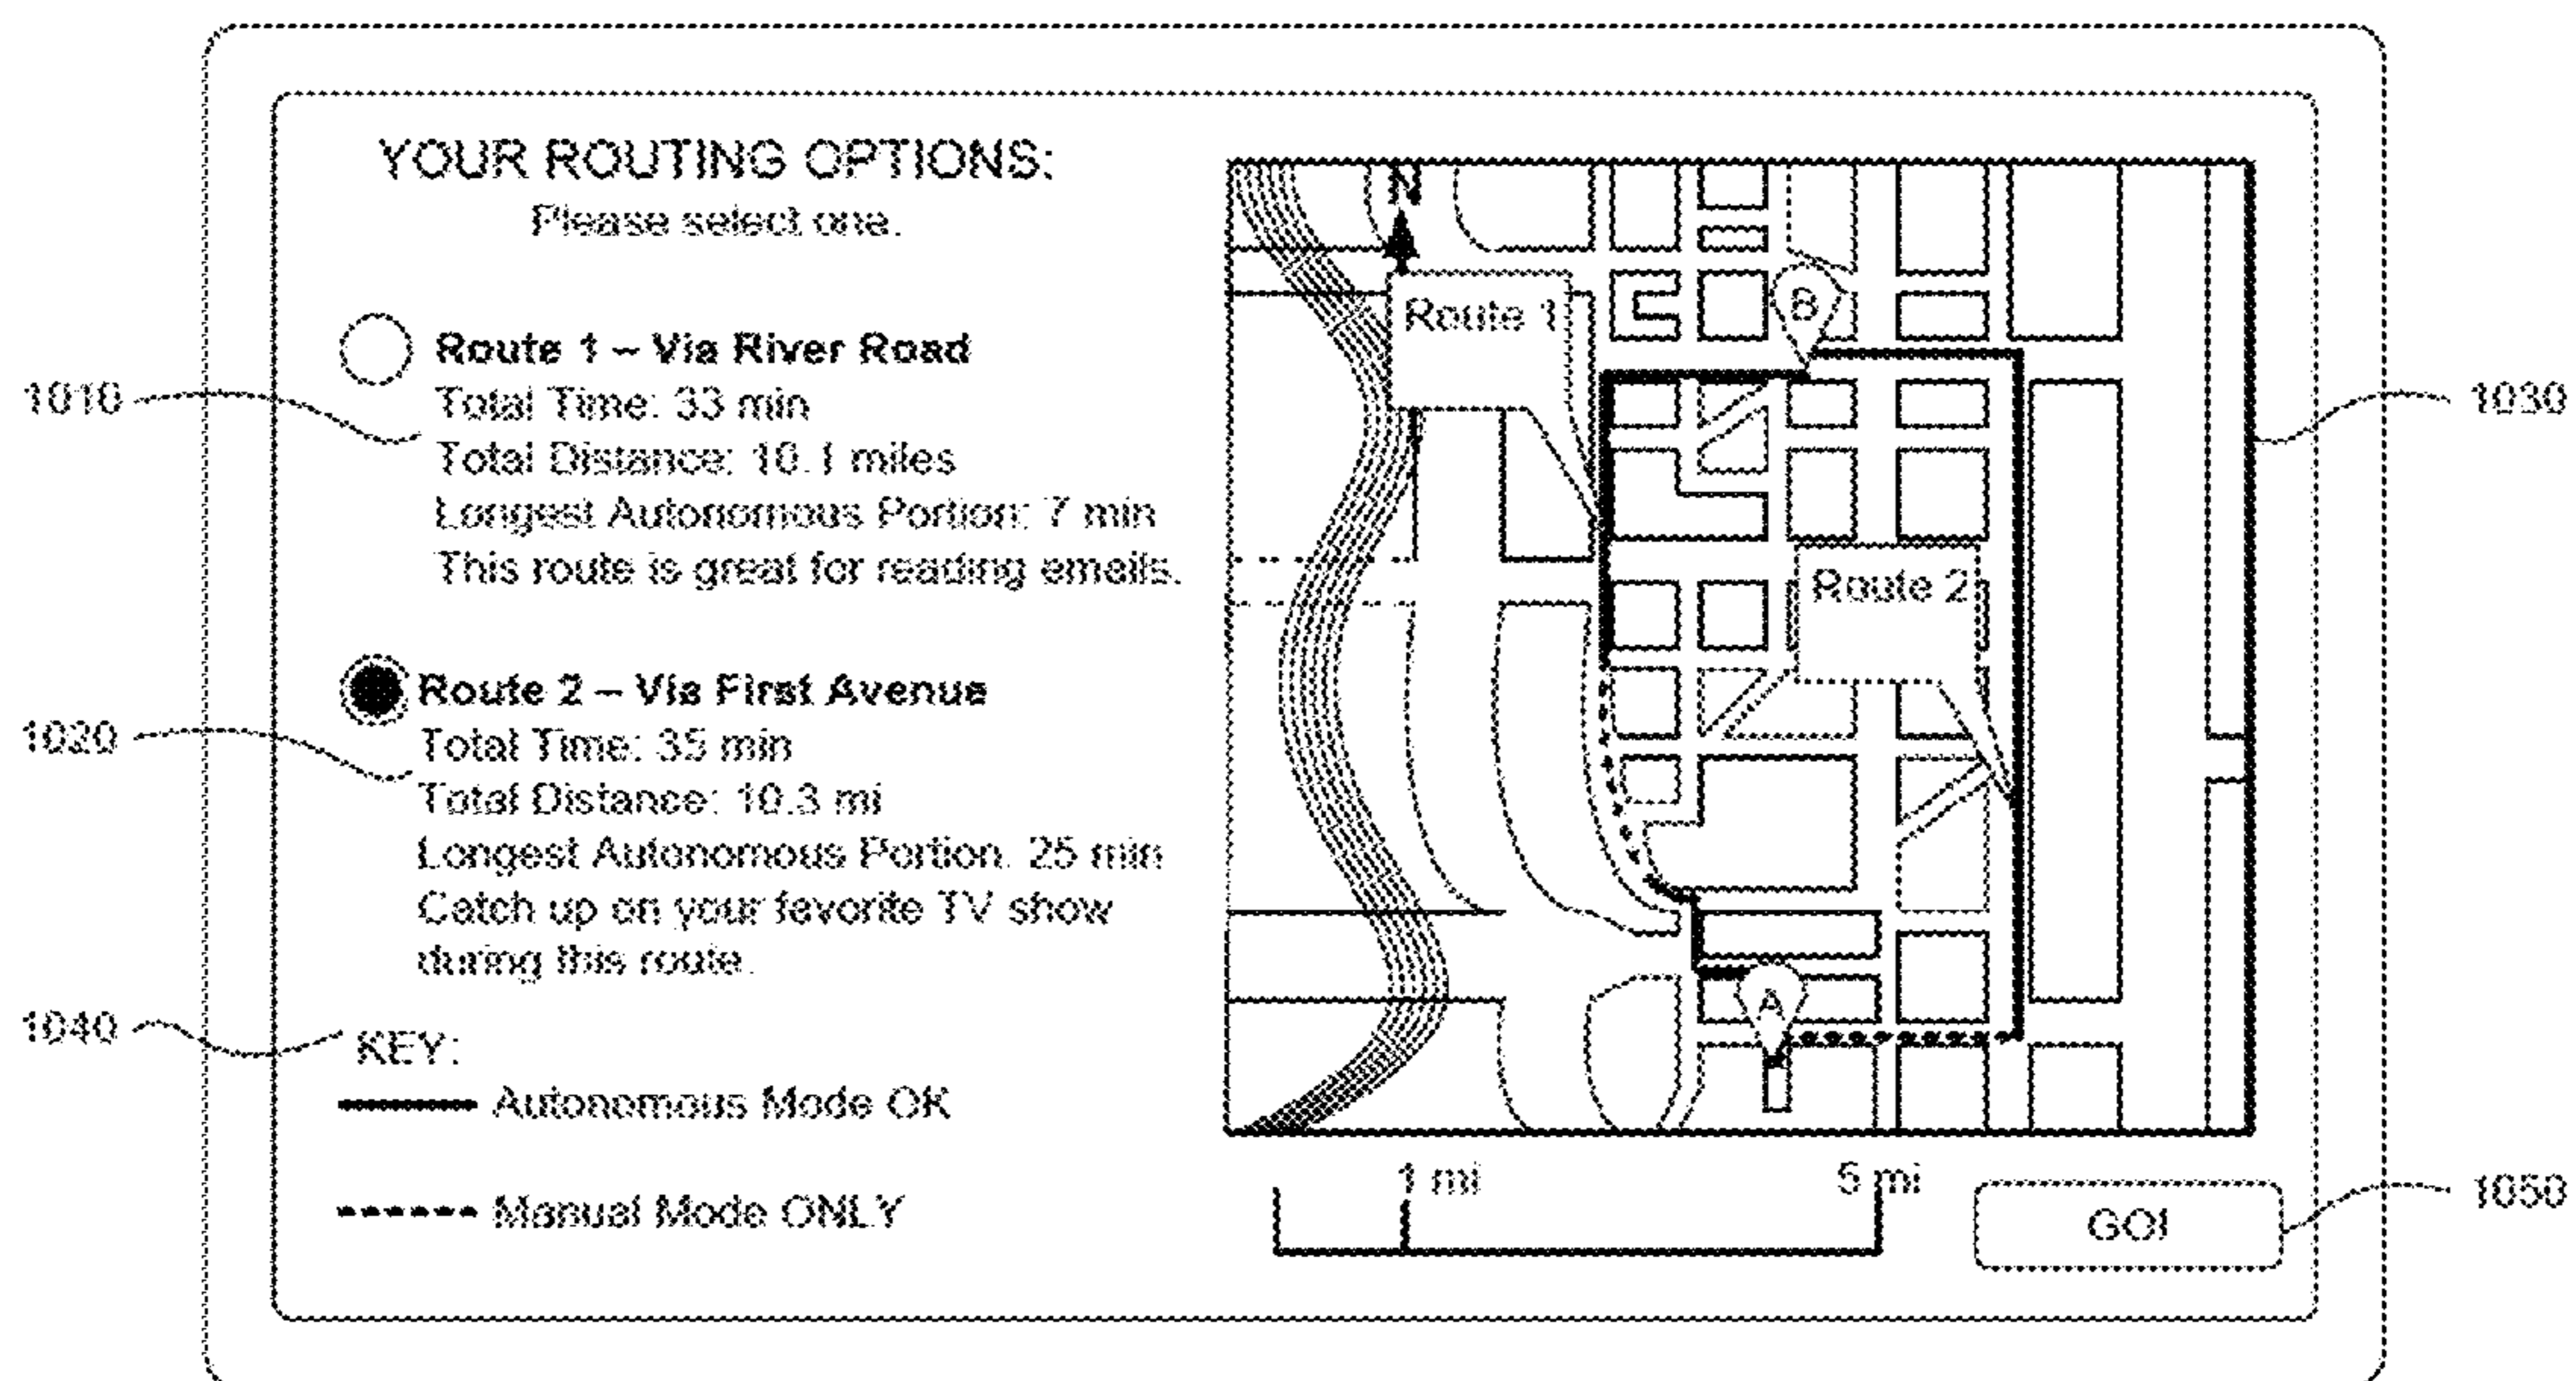 YOUR ROUTING OPTIONS:
Please select one.
Route 1 – Via River Road
Total Time: 33 min
Total Distance: 10.1 miles
Longest Autonomous Portion: 7 min
This route is great for reading emails.
1010
Route 2 – Via First Avenue
Total Time: 35 min
Total Distance: 10.3 mi
Longest Autonomous Portion. 25 min
Catch up on your favorite TV show
during this route.
1020
1040
KEY:
Autonomous Mode OK
Manual Mode ONLY
N
Route 1
B
Route 2
A
1030
1 mi
5 mi
GO!
1050